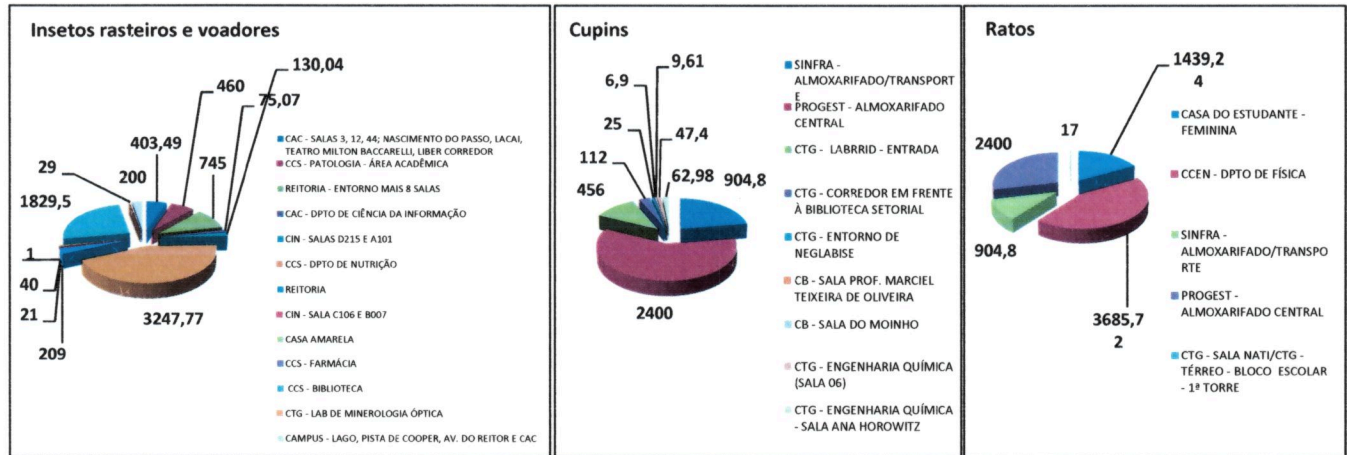 Insetos rasteiros e voadores
130,04
460
75,07
403,49
745
29
200
1829,5
1
40
21
209
3247,77
CAC - SALAS 3, 12, 44; NASCIMENTO DO PASSO, LACAI,
TEATRO MILTON BACCARELLI, LIBER CORREDOR
CCS - PATOLOGIA - ÁREA ACADÊMICA
REITORIA - ENTORNO MAIS 8 SALAS
CAC - DPTO DE CIÊNCIA DA INFORMAÇÃO
CIN - SALAS D215 E A101
CCS - DPTO DE NUTRIÇÃO
REITORIA
CIN - SALA C106 E B007
CASA AMARELA
CCS - FARMÁCIA
CCS - BIBLIOTECA
CTG - LAB DE MINEROLOGIA ÓPTICA
CAMPUS - LAGO, PISTA DE COOPER, AV. DO REITOR E CAC
Cupins
9,61
6,9
25
47,4
112
62,98
456
904,8
2400
SINFRA -
ALMOXARIFADO/TRANSPORT
E
PROGEST - ALMOXARIFADO
CENTRAL
CTG - LABRRID - ENTRADA
CTG - CORREDOR EM FRENTE
À BIBLIOTECA SETORIAL
CTG - ENTORNO DE
NEGLABISE
CB - SALA PROF. MARCIEL
TEIXEIRA DE OLIVEIRA
CB - SALA DO MOINHO
CTG - ENGENHARIA QUÍMICA
(SALA 06)
CTG - ENGENHARIA QUÍMICA
- SALA ANA HOROWITZ
Ratos
1439,2
4
17
2400
904,8
3685,7
2
CASA DO ESTUDANTE -
FEMININA
CCEN - DPTO DE FÍSICA
SINFRA -
ALMOXARIFADO/TRANSPO
RTE
PROGEST -
ALMOXARIFADO CENTRAL
CTG - SALA NATI/CTG -
TÉRREO - BLOCO ESCOLAR
- 1ª TORRE